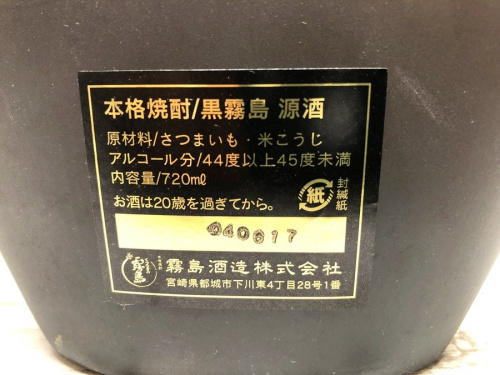 本格焼酎/黒霧島 源酒
原材料/さつまいも・米こうじ
アルコール分/44度以上45度未満
内容量/720mℓ
お酒は20歳を過ぎてから。
紙
封緘紙
040617
霧島
霧島酒造株式会社
宮崎県都城市下川東4丁目28号1番